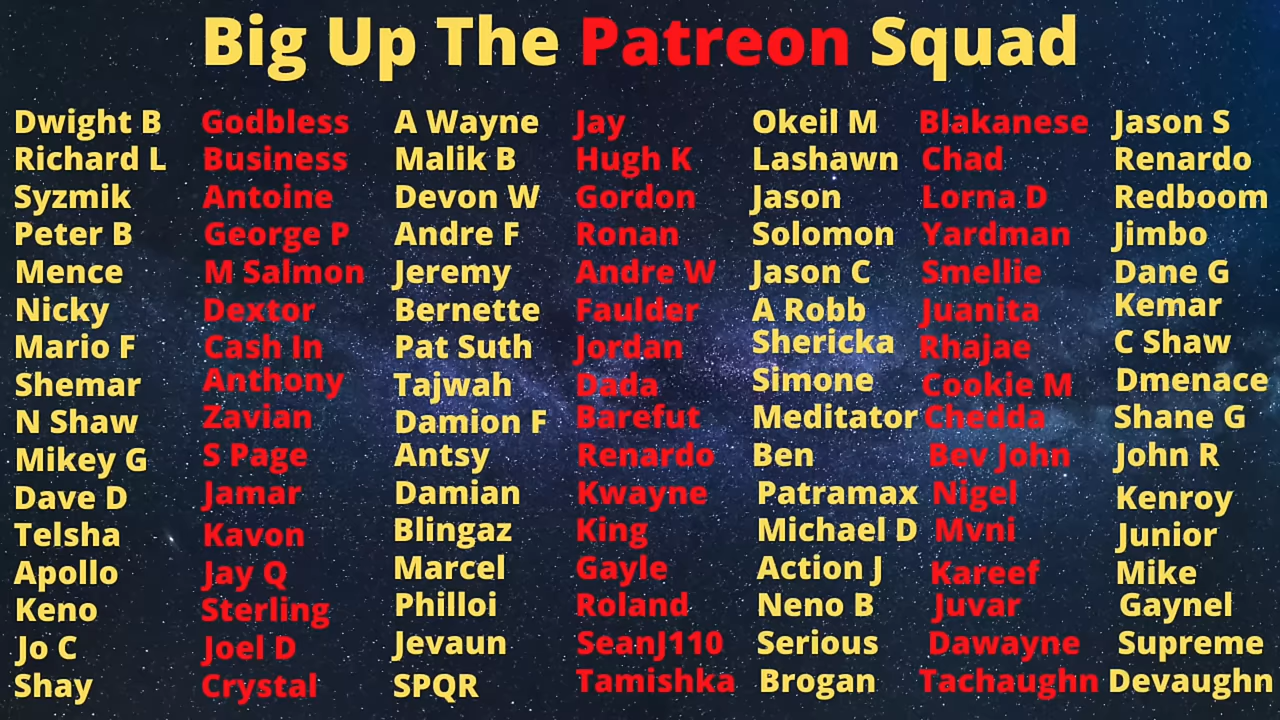 Big Up The Patreon Squad
Dwight B Godbless A Wayne Jay Okeil M Blakanese Jason S
Richard L Business Malik B Hugh K Lashawn Chad Renardo
Syzmik Antoine Devon W Gordon Jason Lorna D Redboom
Peter B George P Andre F Ronan Solomon Yardman Jimbo
Mence M Salmon Jeremy Andre W Jason C Smellie Dane G
Nicky Dextor Bernette Faulder A Robb Juanita Kemar
Mario F Cash In Pat Suth Jordan Shericka Rhajae C Shaw
Shemar Anthony Tajwah Dada Simone Cookie M Dmenace
N Shaw Zavian Damion F Barefut Meditator Chedda Shane G
Mikey G S Page Antsy Renardo Ben Bev John John R
Dave D Jamar Damian Kwayne Patramax Nigel Kenroy
Telsha Kavon Blingaz King Michael D Mvni Junior
Apollo Jay Q Marcel Gayle Action J Kareef Mike
Keno Sterling Philloi Roland Neno B Juvar Gaynel
Jo C Joel D Jevaun SeanJ110 Serious Dawayne Supreme
Shay Crystal SPQR Tamishka Brogan Tachaughn Devaughn